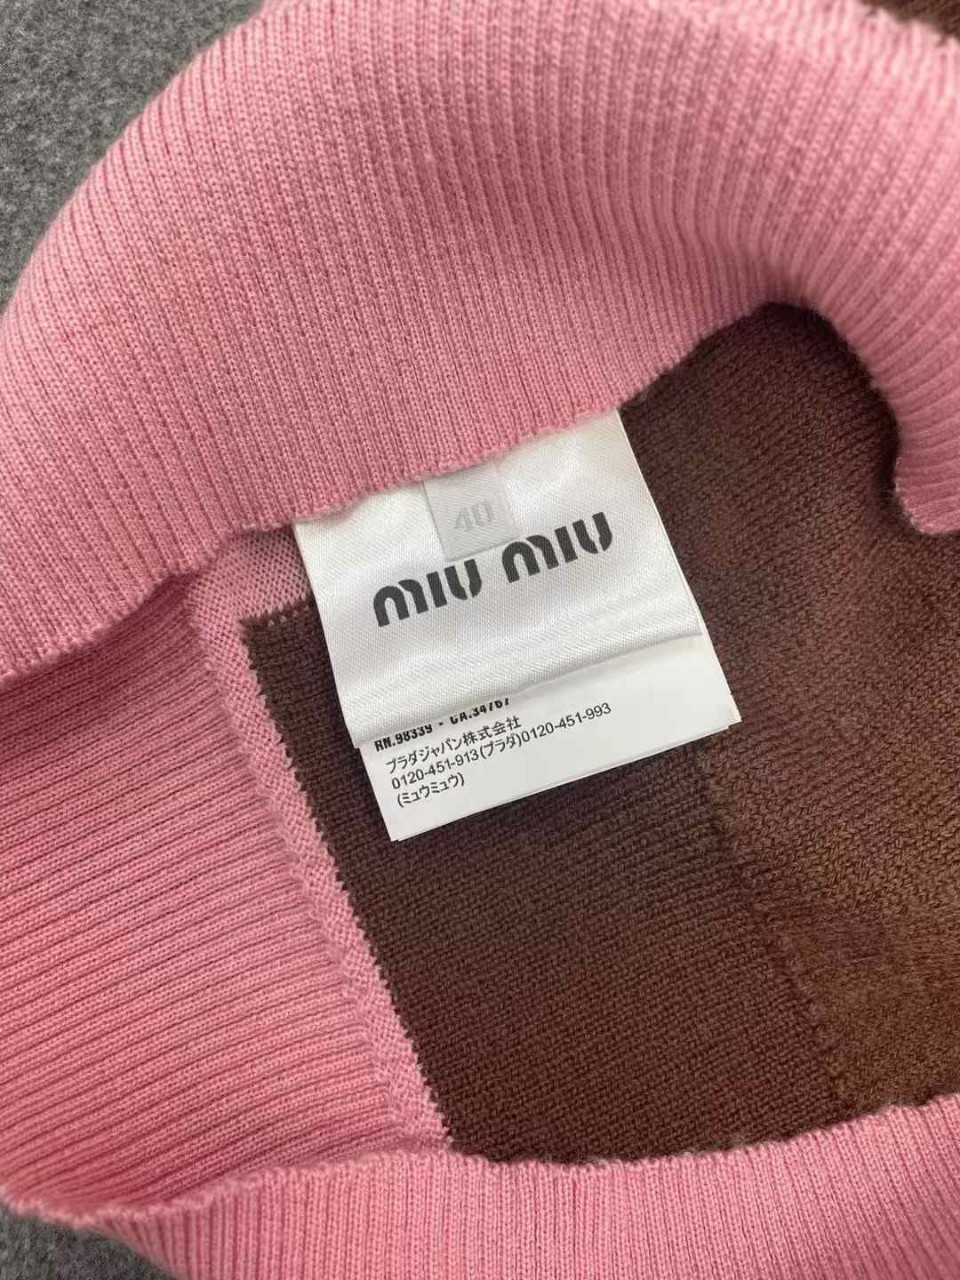 40
MIU MIU
RN.98339 - CA.34767
プラダジャパン株式会社
0120-451-913(プラダ)0120-451-993
(ミュウミュウ)